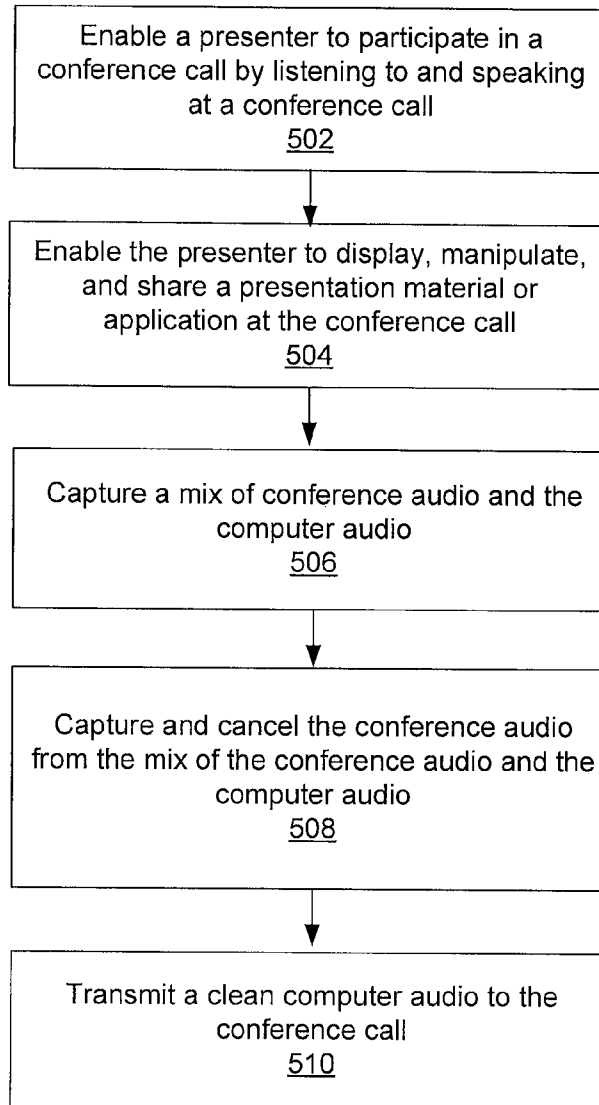 Enable a presenter to participate in a
conference call by listening to and speaking
at a conference call
502
Enable the presenter to display, manipulate,
and share a presentation material or
application at the conference call
504
Capture a mix of conference audio and the
computer audio
506
Capture and cancel the conference audio
from the mix of the conference audio and the
computer audio
508
Transmit a clean computer audio to the
conference call
510